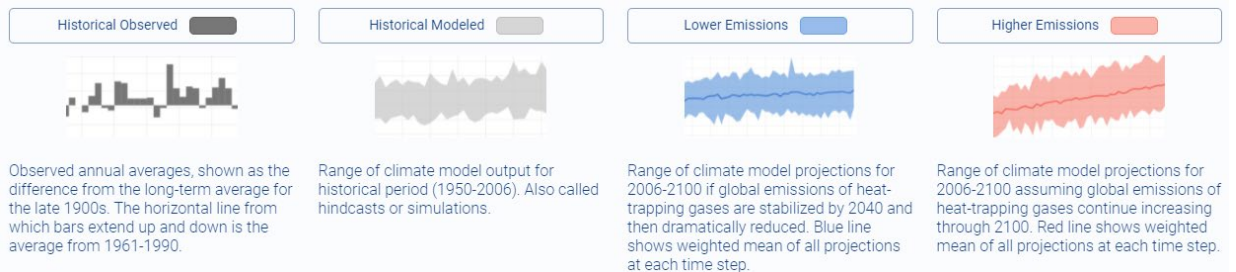 Historical Observed
Historical Modeled
Lower Emissions
Higher Emissions
Observed annual averages, shown as the
difference from the long-term average for
the late 1900s. The horizontal line from
which bars extend up and down is the
average from 1961-1990.
Range of climate model output for
historical period (1950-2006). Also called
hindcasts or simulations.
Range of climate model projections for
2006-2100 if global emissions of heat-
trapping gases are stabilized by 2040 and
then dramatically reduced. Blue line
shows weighted mean of all projections
at each time step.
Range of climate model projections for
2006-2100 assuming global emissions of
heat-trapping gases continue increasing
through 2100. Red line shows weighted
mean of all projections at each time step.